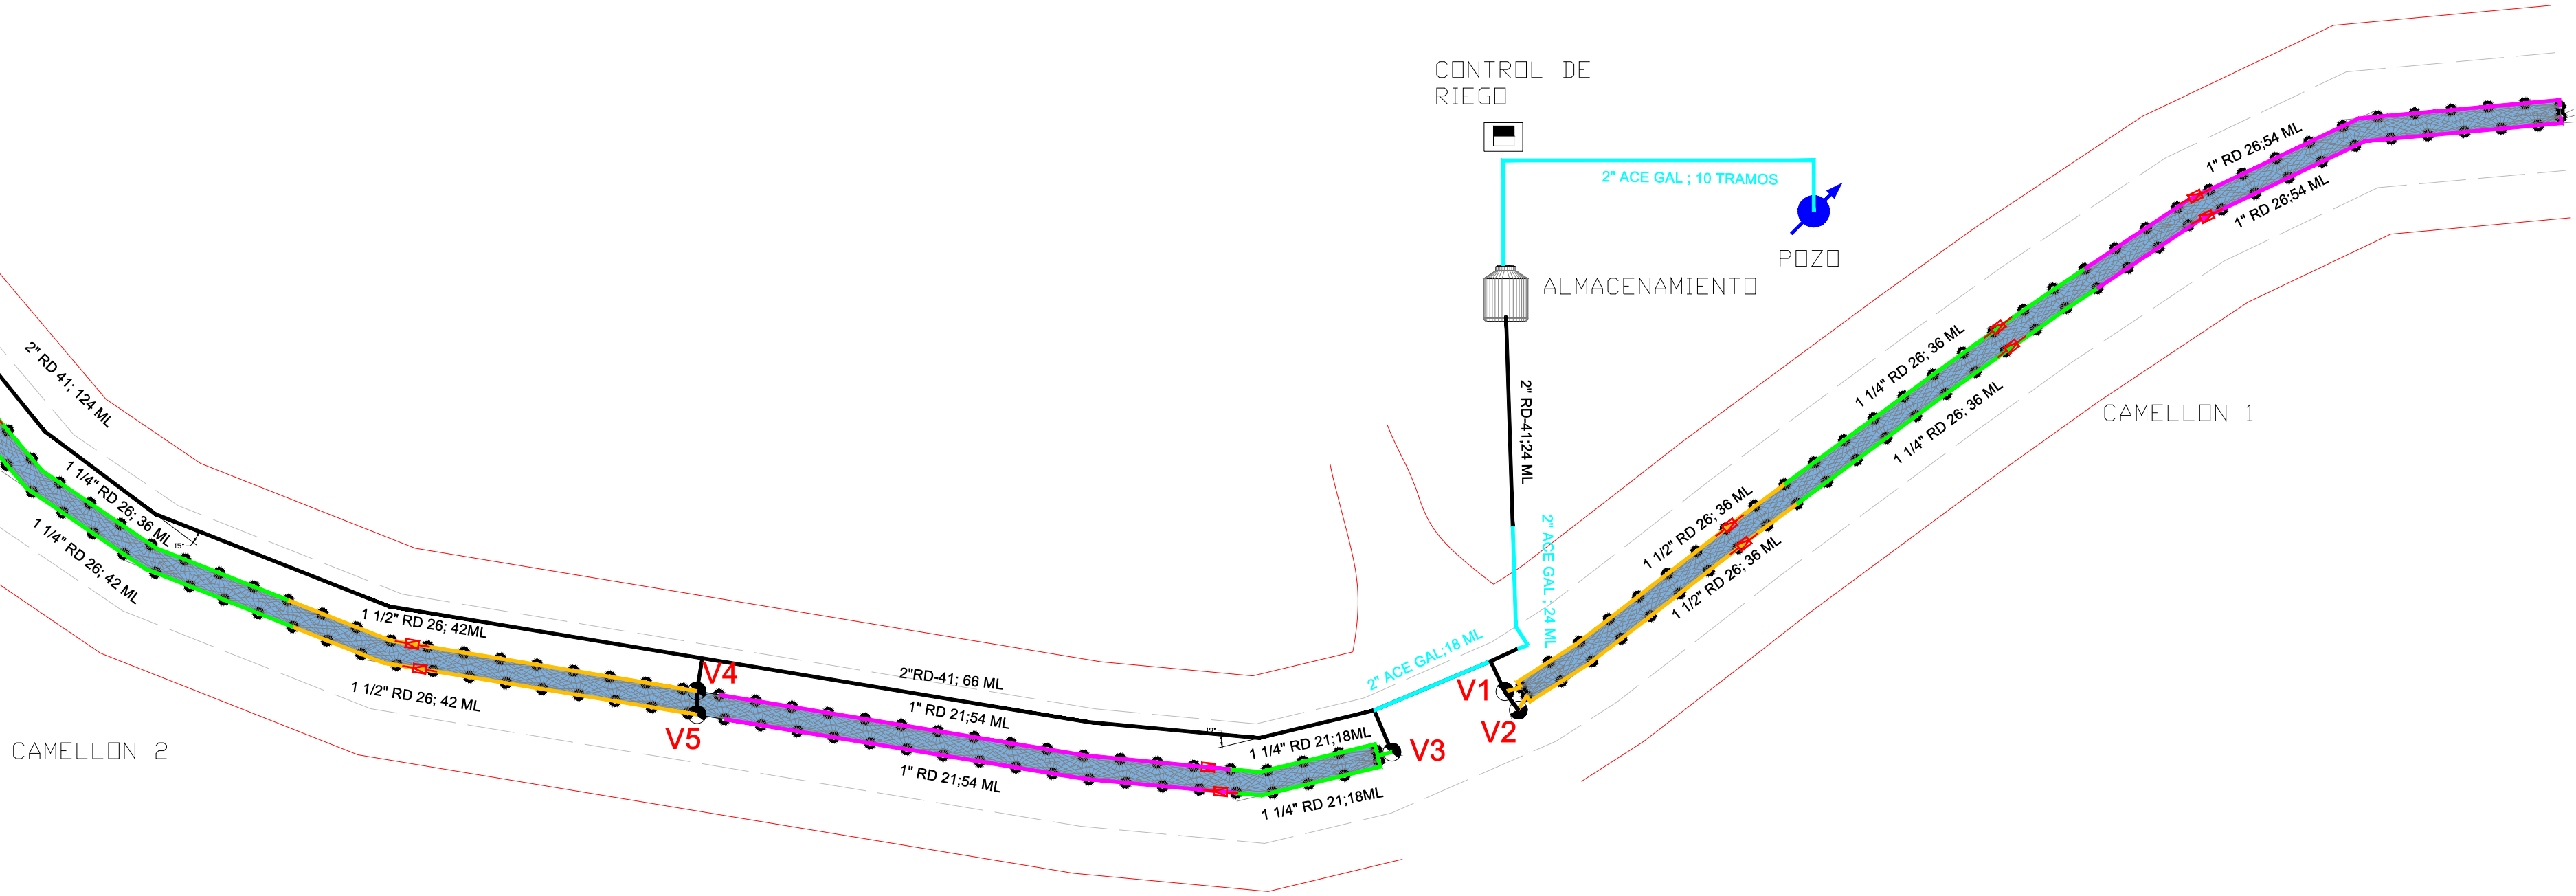 CONTROL DE
RIEGO
2" ACE GAL ; 10 TRAMOS
POZO
ALMACENAMIENTO
1" RD 26;54 ML
1" RD 26;54 ML
2" RD 41; 124 ML
2" RD-41;24 ML
1 1/4" RD 26; 36 ML
1 1/4" RD 26; 36 ML
CAMELLON 1
1 1/4" RD 26; 36 ML
1 1/4" RD 26; 42 ML
15°
2" ACE GAL ; 24 ML
1 1/2" RD 26; 36 ML
1 1/2" RD 26; 36 ML
1 1/2" RD 26; 42ML
1 1/2" RD 26; 42 ML
V4
V5
2"RD-41; 66 ML
1" RD 21;54 ML
1" RD 21;54 ML
2" ACE GAL;18 ML
V1
V2
19°
1 1/4" RD 21;18ML
V3
1 1/4" RD 21;18ML
CAMELLON 2